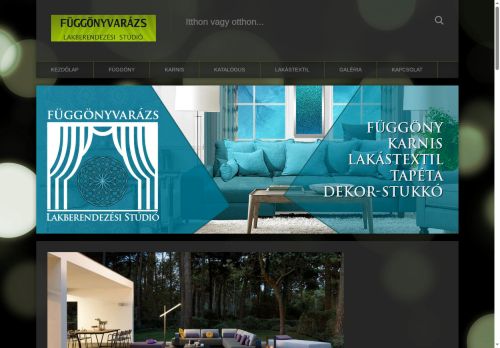 FÜGGÖNYVARÁZS
LAKBERENDEZÉSI STÚDIÓ
Itthon vagy otthon...
KEZDŐLAP FÜGGÖNY KARNIS KATALÓGUS LAKÁSTEXTIL GALÉRIA KAPCSOLAT
FÜGGÖNYVARÁZS
LAKBERENDEZÉSI STÚDIÓ
FÜGGÖNY
KARNIS
LAKÁSTEXTIL
TAPÉTA
DEKOR-STUKKÓ